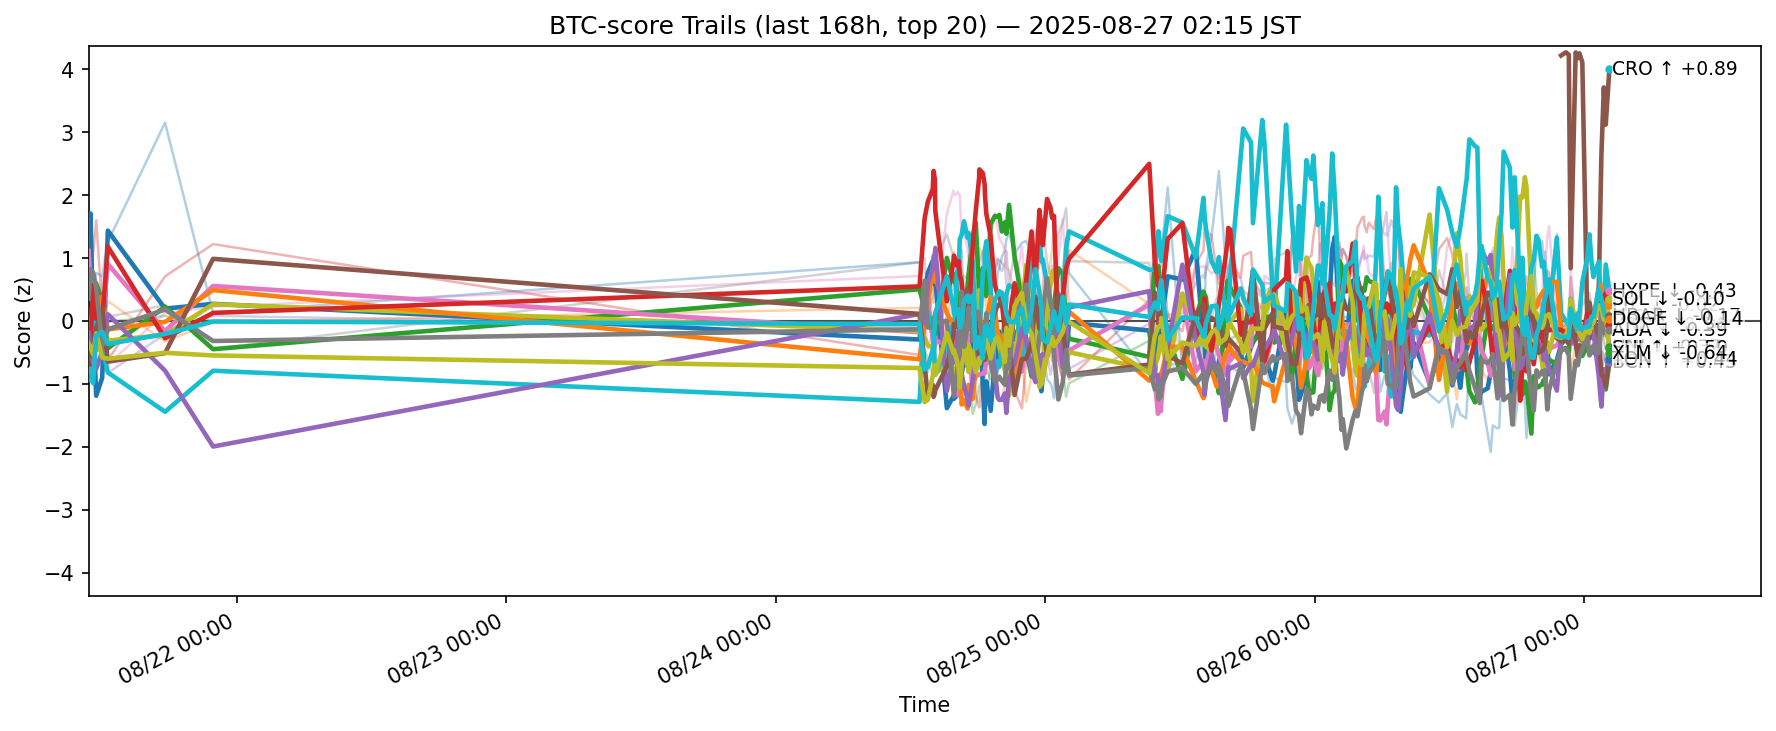 BTC-score Trails (last 168h, top 20) — 2025-08-27 02:15 JST
Score (z)
4
3
2
1
0
−1
−2
−3
−4
CRO ↑ +0.89
HYPE ↓ -0.43
SOL ↓ -0.10
DOGE ↓ -0.14
ADA ↓ -0.39
XLM ↓ -0.64
08/22 00:00
08/23 00:00
08/24 00:00
08/25 00:00
08/26 00:00
08/27 00:00
Time